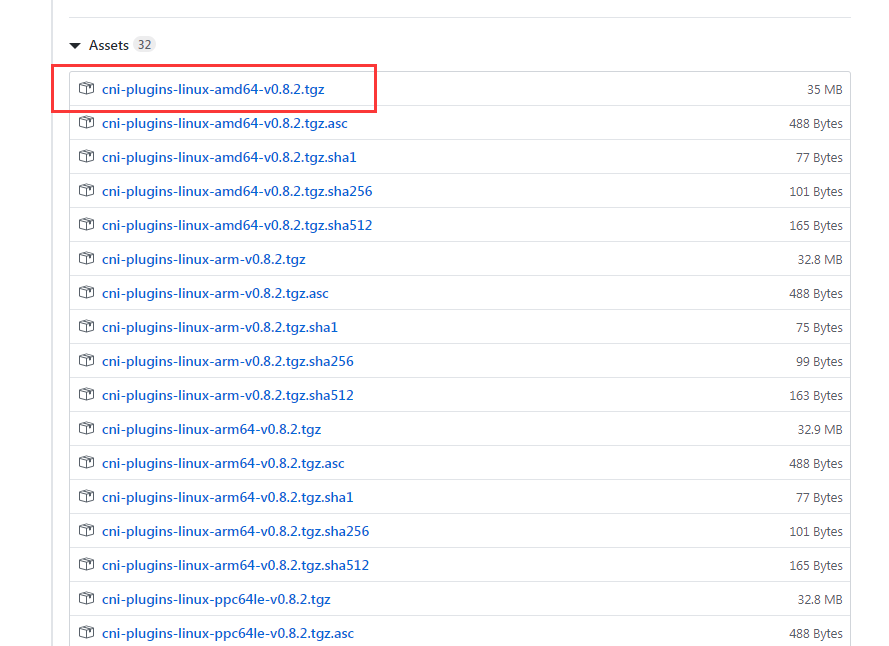 Assets 32
cni-plugins-linux-amd64-v0.8.2.tgz 35 MB
cni-plugins-linux-amd64-v0.8.2.tgz.asc 488 Bytes
cni-plugins-linux-amd64-v0.8.2.tgz.sha1 77 Bytes
cni-plugins-linux-amd64-v0.8.2.tgz.sha256 101 Bytes
cni-plugins-linux-amd64-v0.8.2.tgz.sha512 165 Bytes
cni-plugins-linux-arm-v0.8.2.tgz 32.8 MB
cni-plugins-linux-arm-v0.8.2.tgz.asc 488 Bytes
cni-plugins-linux-arm-v0.8.2.tgz.sha1 75 Bytes
cni-plugins-linux-arm-v0.8.2.tgz.sha256 99 Bytes
cni-plugins-linux-arm-v0.8.2.tgz.sha512 163 Bytes
cni-plugins-linux-arm64-v0.8.2.tgz 32.9 MB
cni-plugins-linux-arm64-v0.8.2.tgz.asc 488 Bytes
cni-plugins-linux-arm64-v0.8.2.tgz.sha1 77 Bytes
cni-plugins-linux-arm64-v0.8.2.tgz.sha256 101 Bytes
cni-plugins-linux-arm64-v0.8.2.tgz.sha512 165 Bytes
cni-plugins-linux-ppc64le-v0.8.2.tgz 32.8 MB
cni-plugins-linux-ppc64le-v0.8.2.tgz.asc 488 Bytes